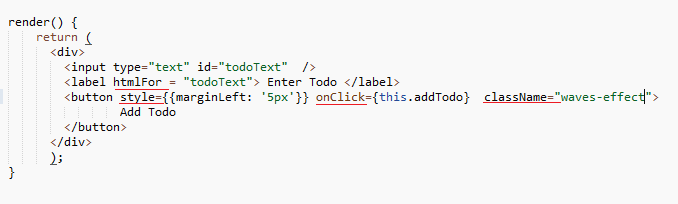 render() {
return (
<div>
<input type="text" id="todoText" />
<label htmlFor = "todoText"> Enter Todo </label>
<button style={{marginLeft: '5px'}} onClick={this.addTodo} className="waves-effect">
Add Todo
</button>
</div>
);
}